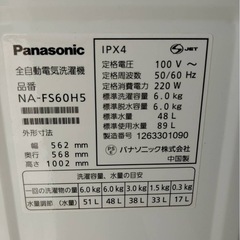 Panasonic
全自動電気洗濯機
品番
NA-FS60H5
外形寸法
幅 562 mm
奥行 568 mm
高さ 1002 mm
IPX4
JET
定格電圧 100 V～
定格周波数 50/60 Hz
定格消費電力 220 W
標準洗濯容量 6.0 kg
標準脱水容量 6.0 kg
標準水量 48 L
標準使用水量 89 L
製造番号 1263301090
パナソニック株式会社
中国製
洗濯容量、水量の目安
一回の洗濯物の量 6.0 kg 6.0 kg 3.0 kg 1.5 kg 0.3 kg
水量調節(水量) 51 L 48 L 38 L 33 L 17 L